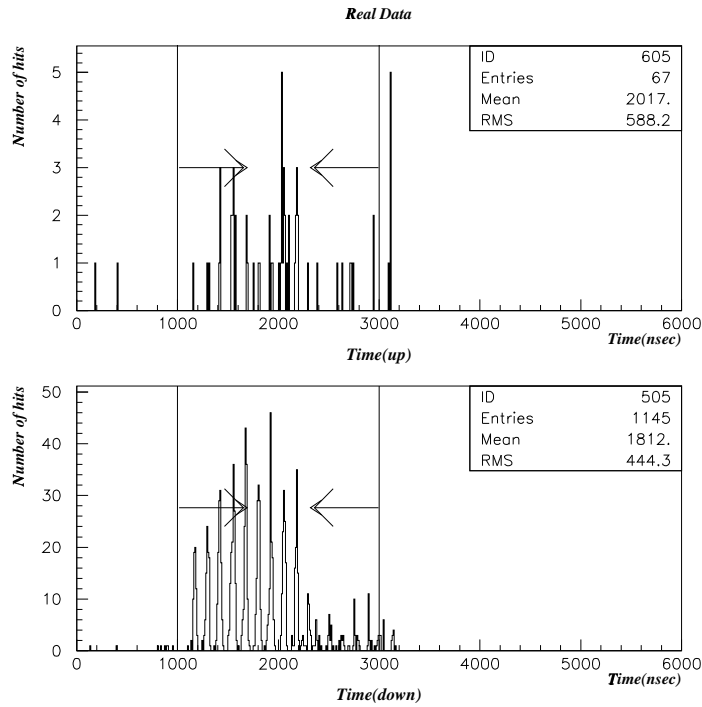 Real Data
Number of hits
5
4
3
2
1
0
ID 605
Entries 67
Mean 2017.
RMS 588.2
0 1000 2000 3000 4000 5000 6000
Time(nsec)
Time(up)
Number of hits
50
40
30
20
10
0
ID 505
Entries 1145
Mean 1812.
RMS 444.3
0 1000 2000 3000 4000 5000 6000
Time(nsec)
Time(down)